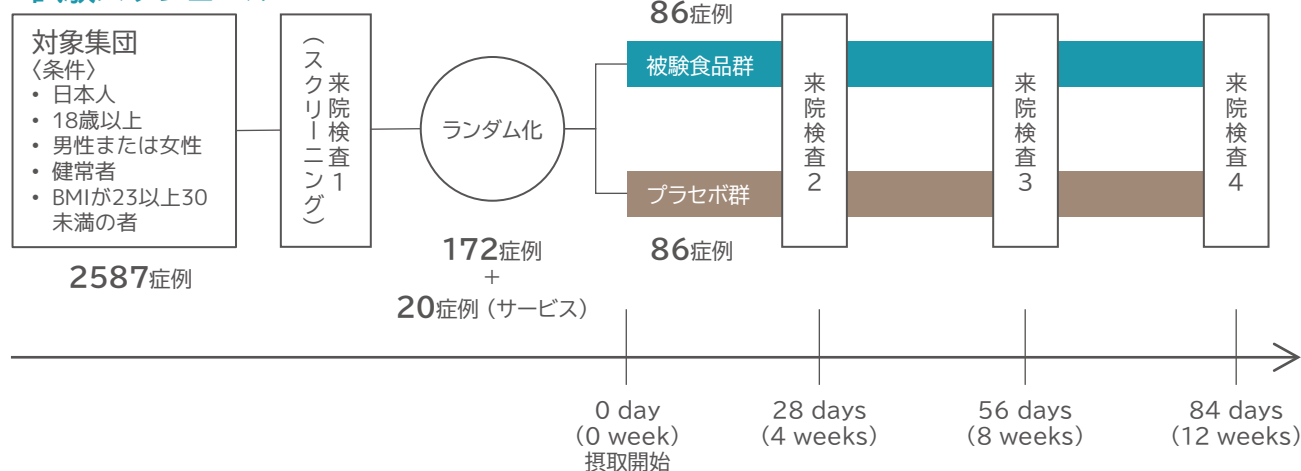 対象集団
〈条件〉
• 日本人
• 18歳以上
• 男性または女性
• 健常者
• BMIが23以上30
未満の者
2587症例
来院検査1
(スクリーニング)
ランダム化
172症例
+
20症例（サービス）
86症例
被験食品群
プラセボ群
86症例
来院検査2
来院検査3
来院検査4
0 day
(0 week)
摂取開始
28 days
(4 weeks)
56 days
(8 weeks)
84 days
(12 weeks)